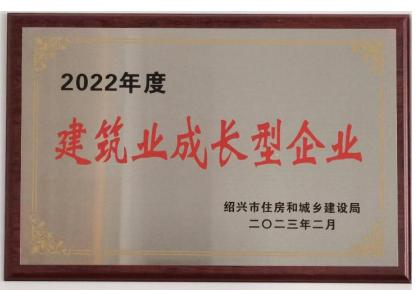 2022年度
建筑业成长型企业
绍兴市住房和城乡建设局
二〇二三年二月